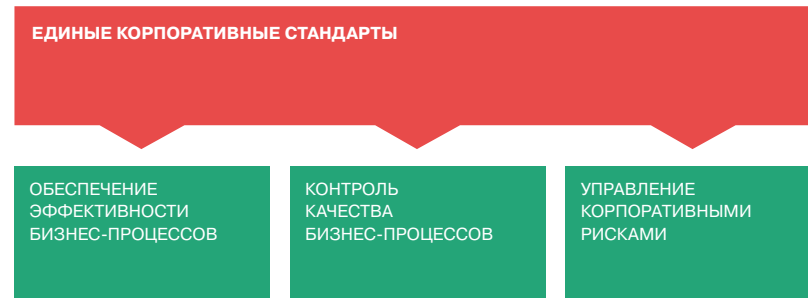 ЕДИНЫЕ КОРПОРАТИВНЫЕ СТАНДАРТЫ
ОБЕСПЕЧЕНИЕ
ЭФФЕКТИВНОСТИ
БИЗНЕС-ПРОЦЕССОВ
КОНТРОЛЬ
КАЧЕСТВА
БИЗНЕС-ПРОЦЕССОВ
УПРАВЛЕНИЕ
КОРПОРАТИВНЫМИ
РИСКАМИ